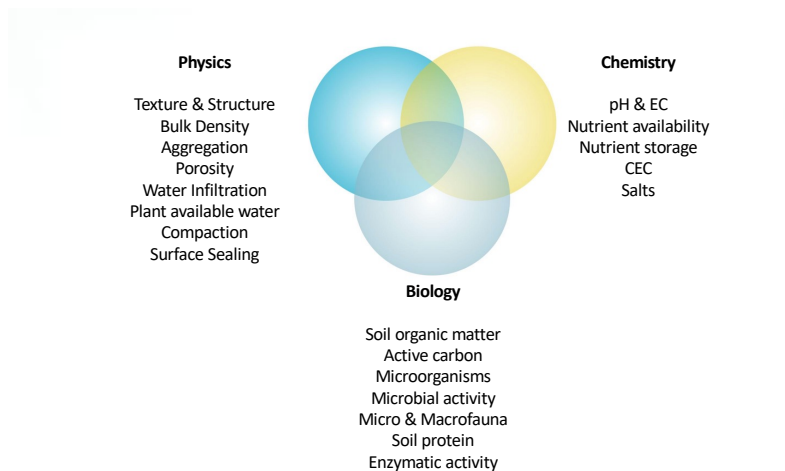 Physics
Texture & Structure
Bulk Density
Aggregation
Porosity
Water Infiltration
Plant available water
Compaction
Surface Sealing
Chemistry
pH & EC
Nutrient availability
Nutrient storage
CEC
Salts
Biology
Soil organic matter
Active carbon
Microorganisms
Microbial activity
Micro & Macrofauna
Soil protein
Enzymatic activity